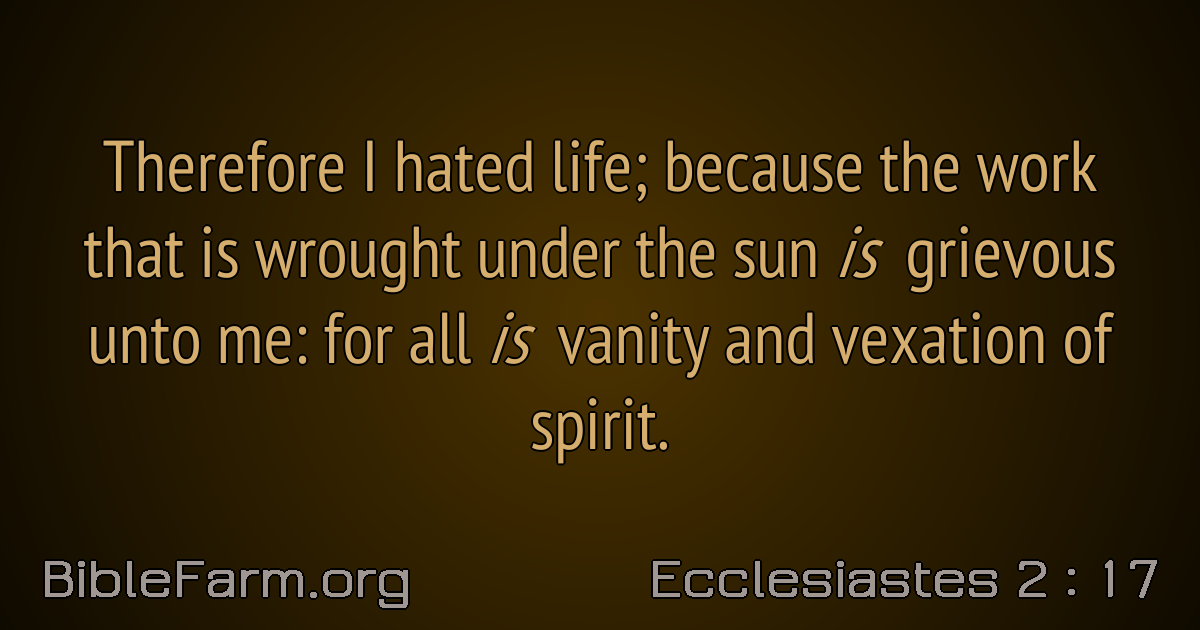 Therefore I hated life; because the work
that is wrought under the sun is grievous
unto me: for all is vanity and vexation of
spirit.
BibleFarm.org
Ecclesiastes 2 : 17